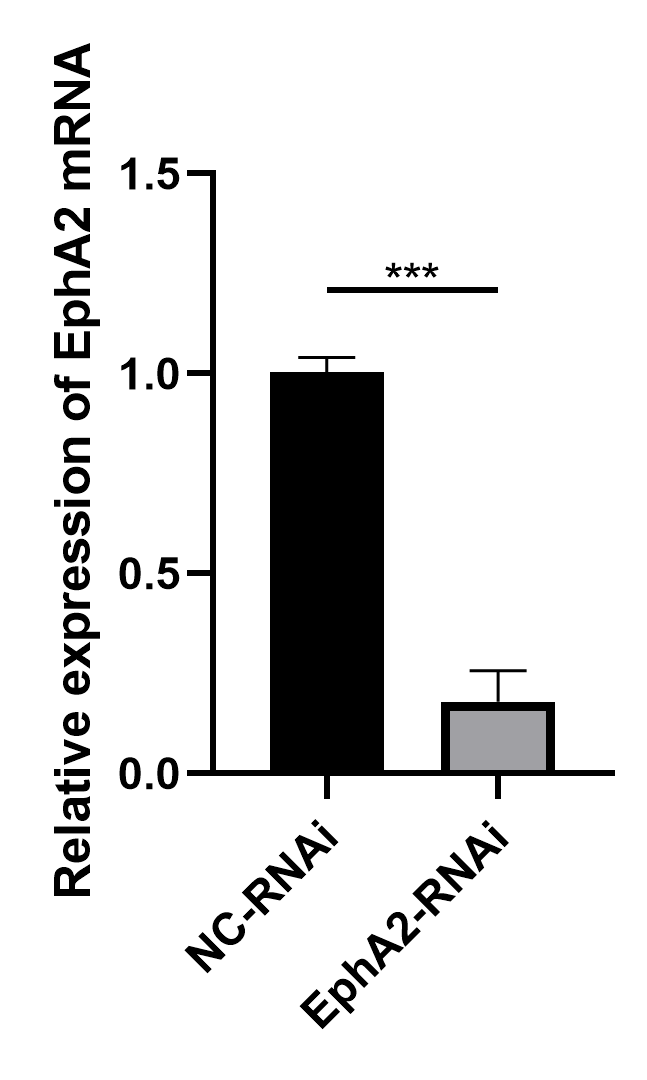 Relative expression of EphA2 mRNA
1.5
1.0
0.5
0.0
***
NC-RNAi
EphA2-RNAi